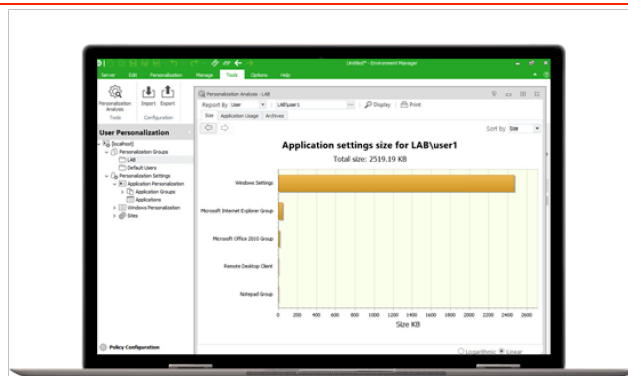 Untitled* - Environment Manager
Server Edit Personalization Manage Tools Options Help
Personalization Analysis
Import Export
Tools Configuration
User Personalization
[localhost]
Personalization Groups
LAB
Default Users
Personalization Settings
Application Personalization
Application Groups
Applications
Windows Personalization
Sites
Policy Configuration
Personalization Analysis - LAB
Report By User LAB\user1 ... Display Print
Size Application Usage Archives
Sort by Size
Application settings size for LAB\user1
Total size: 2519.19 KB
Windows Settings
Microsoft Internet Explorer Group
Microsoft Office 2010 Group
Remote Desktop Client
Notepad Group
0 200 400 600 800 1000 1200 1400 1600 1800 2000 2200 2400 2600
Size KB
Logarithmic Linear